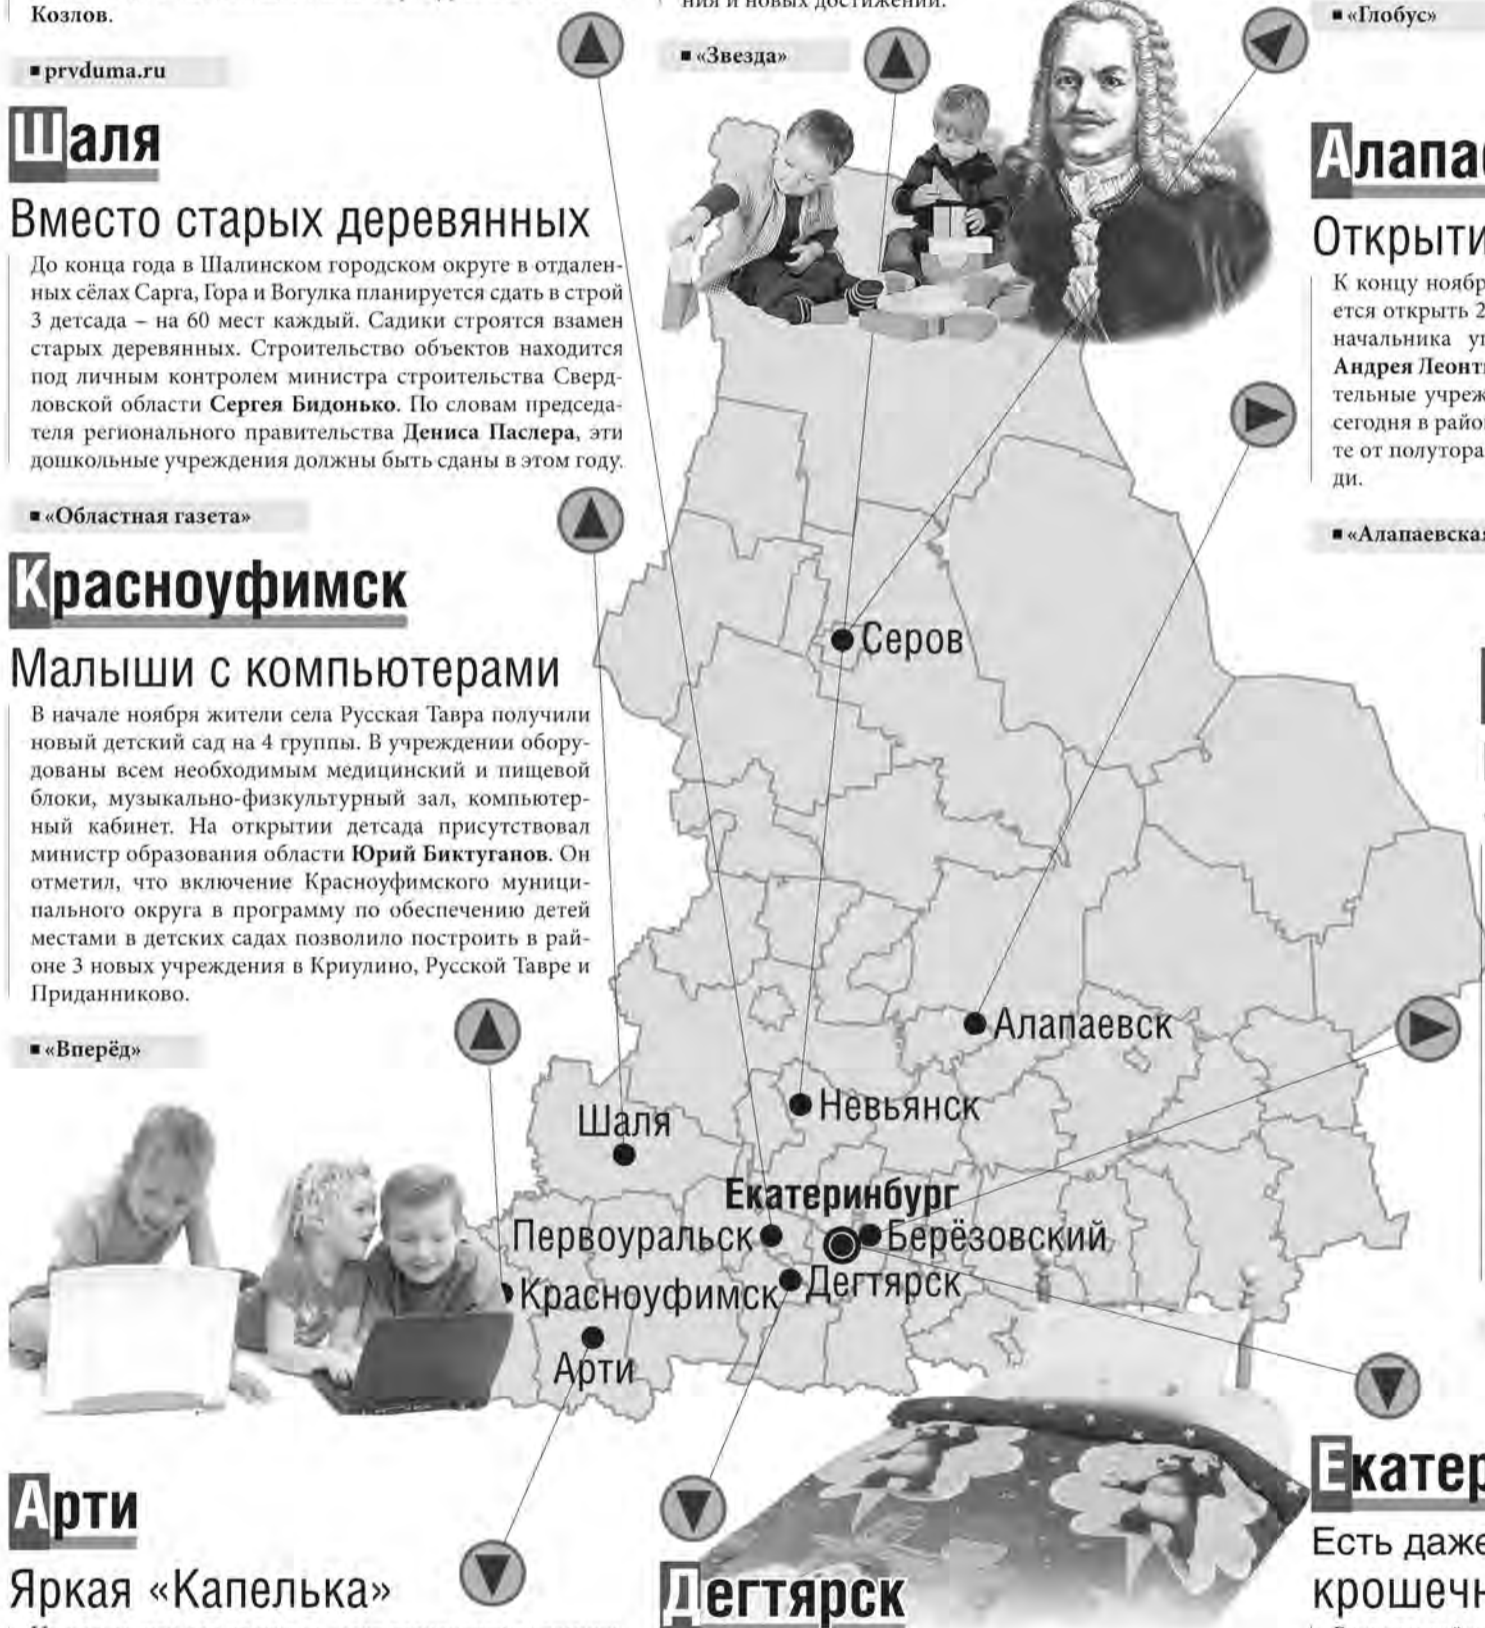 Козлов.
■ prvduma.ru
Шаля
Вместо старых деревянных
До конца года в Шалинском городском округе в отдален-
ных сёлах Сарга, Гора и Вогулка планируется сдать в строй
3 детсада – на 60 мест каждый. Садики строятся взамен
старых деревянных. Строительство объектов находится
под личным контролем министра строительства Сверд-
ловской области Сергея Бидонько. По словам председа-
теля регионального правительства Дениса Паслера, эти
дошкольные учреждения должны быть сданы в этом году.
■ «Областная газета»
Красноуфимск
Малыши с компьютерами
В начале ноября жители села Русская Тавра получили
новый детский сад на 4 группы. В учреждении обору-
дованы всем необходимым медицинский и пищевой
блоки, музыкально-физкультурный зал, компьютер-
ный кабинет. На открытии детсада присутствовал
министр образования области Юрий Биктуганов. Он
отметил, что включение Красноуфимского муници-
пального округа в программу по обеспечению детей
местами в детских садах позволило построить в рай-
оне 3 новых учреждения в Криулино, Русской Тавре и
Приданниково.
■ «Вперёд»
Арти
Яркая «Капелька»
ния и новых достижений.
■ «Звезда»
Серов
Алапаевск
Невьянск
Шаля
Екатеринбург
Первоуральск
Берёзовский
Красноуфимск
Дегтярск
Арти
Дегтярск
■ «Глобус»
Алапа
Открыти
К концу ноябр
ется открыть 2
начальника уп
Андрея Леонт
тельные учреж
сегодня в райо
те от полутора
ди.
■ «Алапаевска
Екатер
Есть даже
крошечн